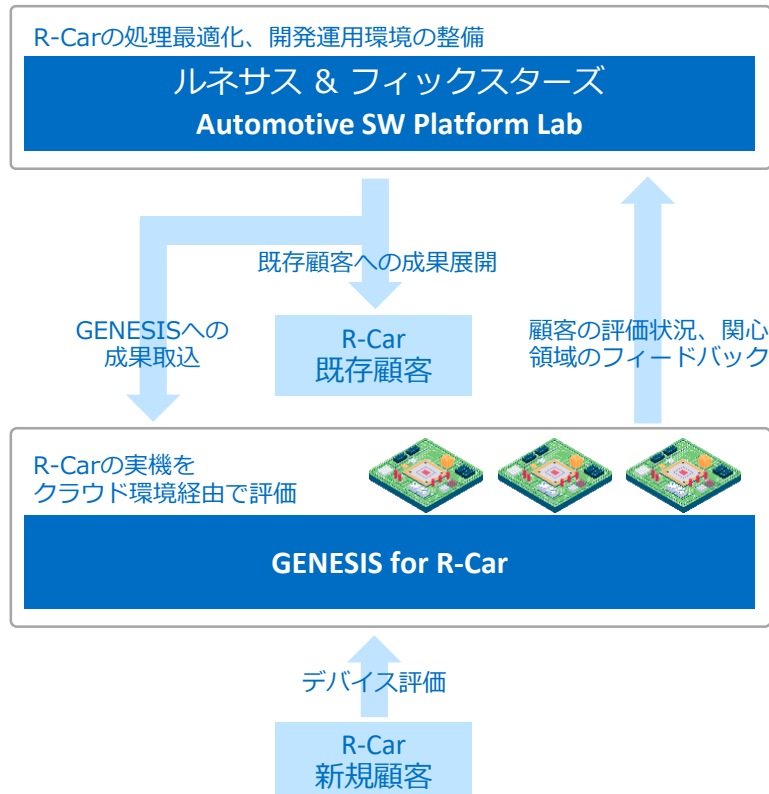 R-Carの処理最適化、開発運用環境の整備
ルネサス & フィックスターズ
Automotive SW Platform Lab
既存顧客への成果展開
GENESISへの
成果取込
R-Car
既存顧客
顧客の評価状況、関心
領域のフィードバック
R-Carの実機を
クラウド環境経由で評価
GENESIS for R-Car
デバイス評価
R-Car
新規顧客